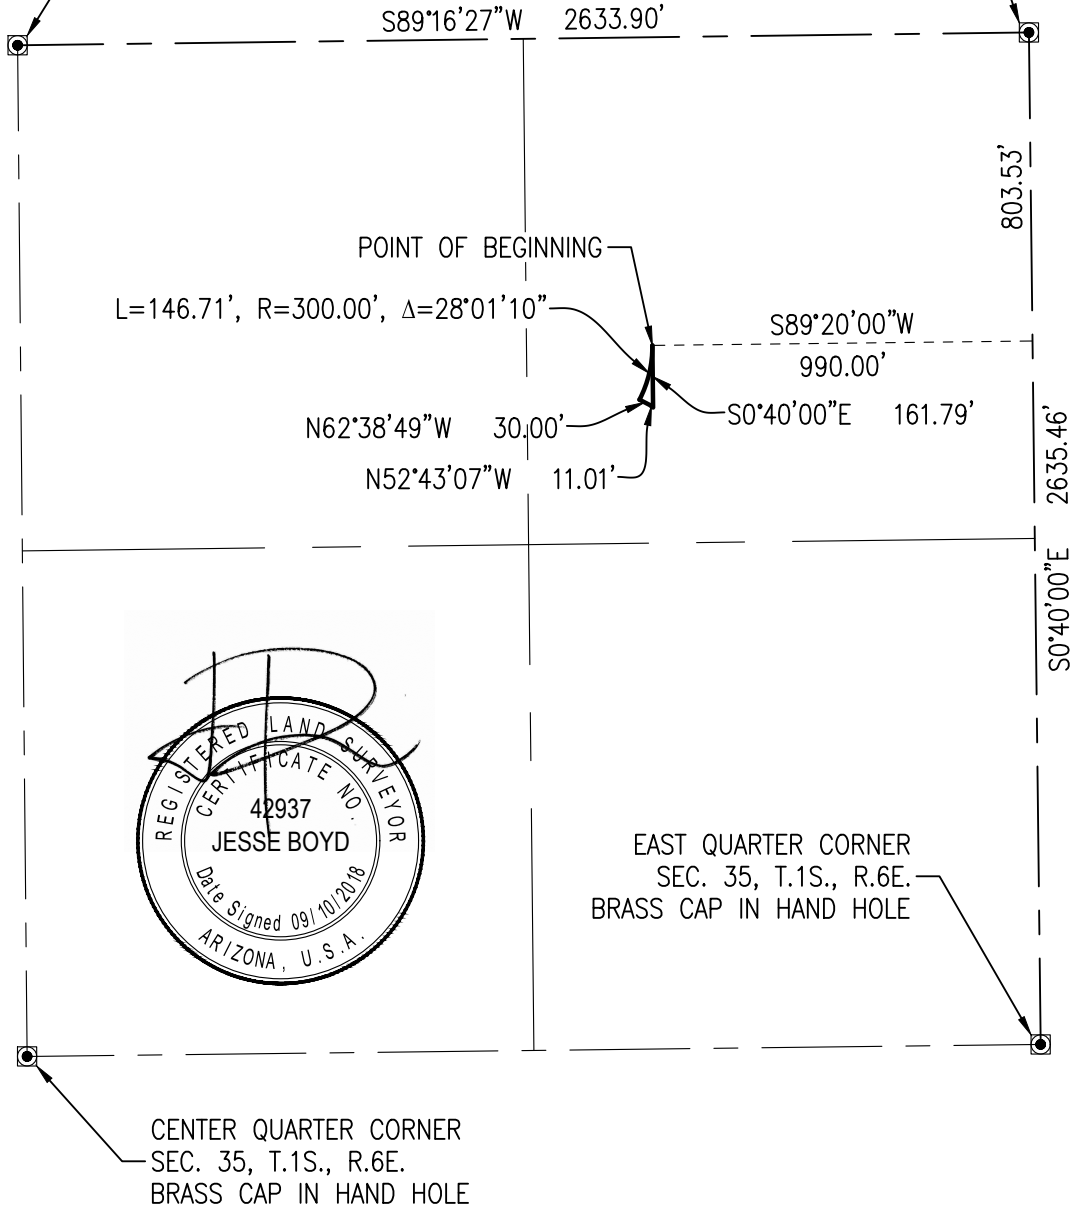 S89°16'27"W 2633.90'
803.53'
POINT OF BEGINNING
L=146.71', R=300.00', Δ=28°01'10"
S89°20'00"W
990.00'
S0°40'00"E 161.79'
N62°38'49"W 30.00'
N52°43'07"W 11.01'
S0°40'00"E 2635.46'
REGISTERED LAND SURVEYOR
CERTIFICATE NO.
42937
JESSE BOYD
Date Signed 09/10/2018
ARIZONA, U.S.A.
EAST QUARTER CORNER
SEC. 35, T.1S., R.6E.
BRASS CAP IN HAND HOLE
CENTER QUARTER CORNER
SEC. 35, T.1S., R.6E.
BRASS CAP IN HAND HOLE